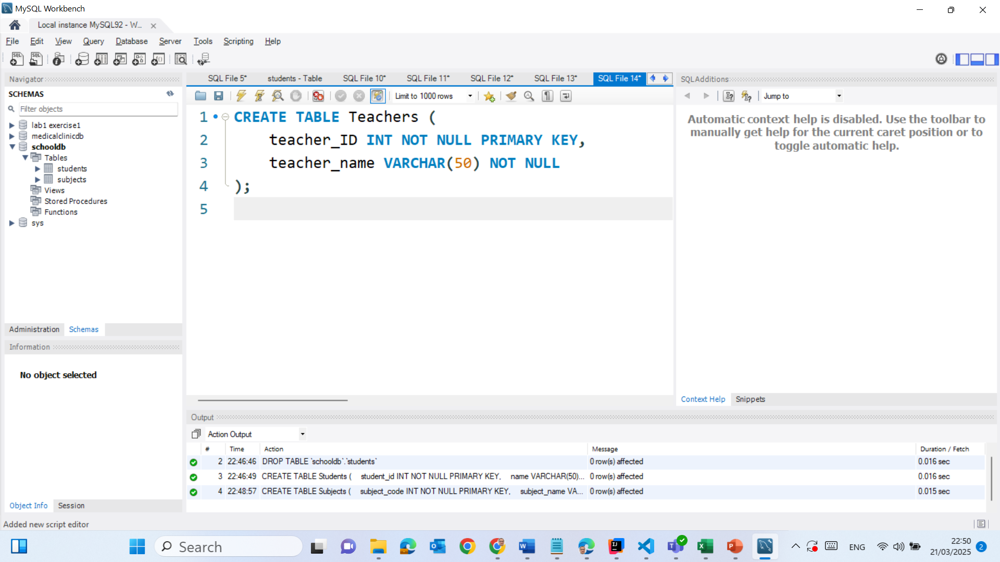 MySQL Workbench
Local instance MySQL92 - W...
File Edit View Query Database Server Tools Scripting Help
Navigator
SCHEMAS
Filter objects
lab1 exercise1
medicalclinicdb
schooldb
Tables
students
subjects
Views
Stored Procedures
Functions
sys
Administration Schemas
Information
No object selected
Object Info Session
SQL File 5* students - Table SQL File 10* SQL File 11* SQL File 12* SQL File 13* SQL File 14*
Limit to 1000 rows
1 CREATE TABLE Teachers (
2 teacher_ID INT NOT NULL PRIMARY KEY,
3 teacher_name VARCHAR(50) NOT NULL
4 );
5
SQLAdditions
Jump to
Automatic context help is disabled. Use the toolbar to
manually get help for the current caret position or to
toggle automatic help.
Context Help Snippets
Output
Action Output
# Time Action Message Duration / Fetch
2 22:46:46 DROP TABLE `schooldb`.`students` 0 row(s) affected 0.016 sec
3 22:46:49 CREATE TABLE Students ( student_id INT NOT NULL PRIMARY KEY, name VARCHAR(50)... 0 row(s) affected 0.016 sec
4 22:48:57 CREATE TABLE Subjects ( subject_code INT NOT NULL PRIMARY KEY, subject_name VA... 0 row(s) affected 0.015 sec
Added new script editor
Search
ENG
22:50
21/03/2025
2